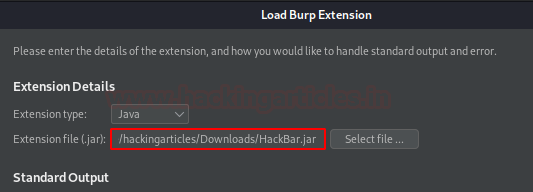 Load Burp Extension
Please enter the details of the extension, and how you would like to handle standard output and error.
Extension Details
www.hackingarticles.in
Extension type: Java
Extension file (.jar): /hackingarticles/Downloads/HackBar.jar Select file ...
Standard Output